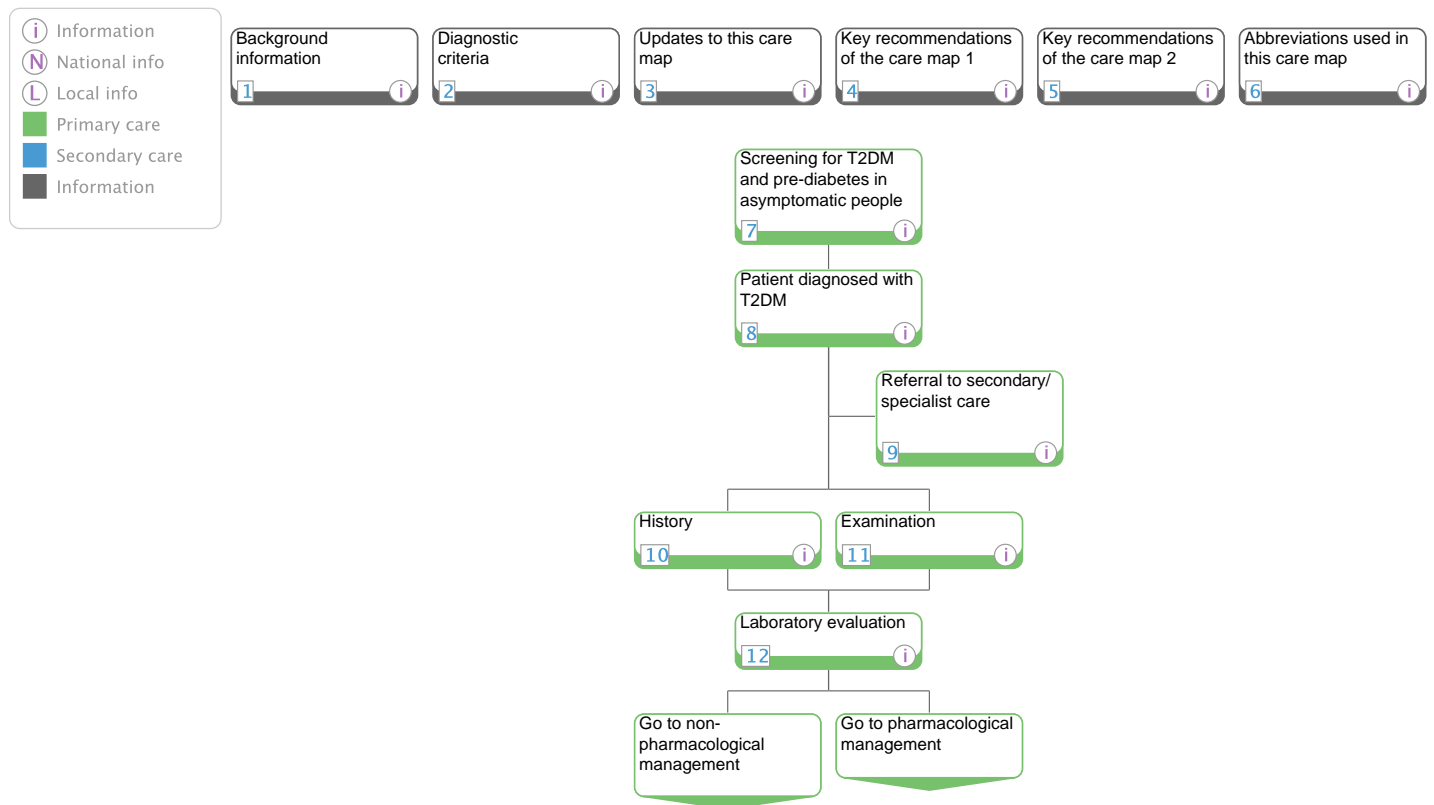 i Information
N National info
L Local info
Primary care
Secondary care
Information
Background
information
1 i
Diagnostic
criteria
2 i
Updates to this care
map
3 i
Key recommendations
of the care map 1
4 i
Key recommendations
of the care map 2
5 i
Abbreviations used in
this care map
6 i
Screening for T2DM
and pre-diabetes in
asymptomatic people
7 i
Patient diagnosed with
T2DM
8 i
Referral to secondary/
specialist care
9 i
History
10 i
Examination
11 i
Laboratory evaluation
12 i
Go to non-
pharmacological
management
Go to pharmacological
management